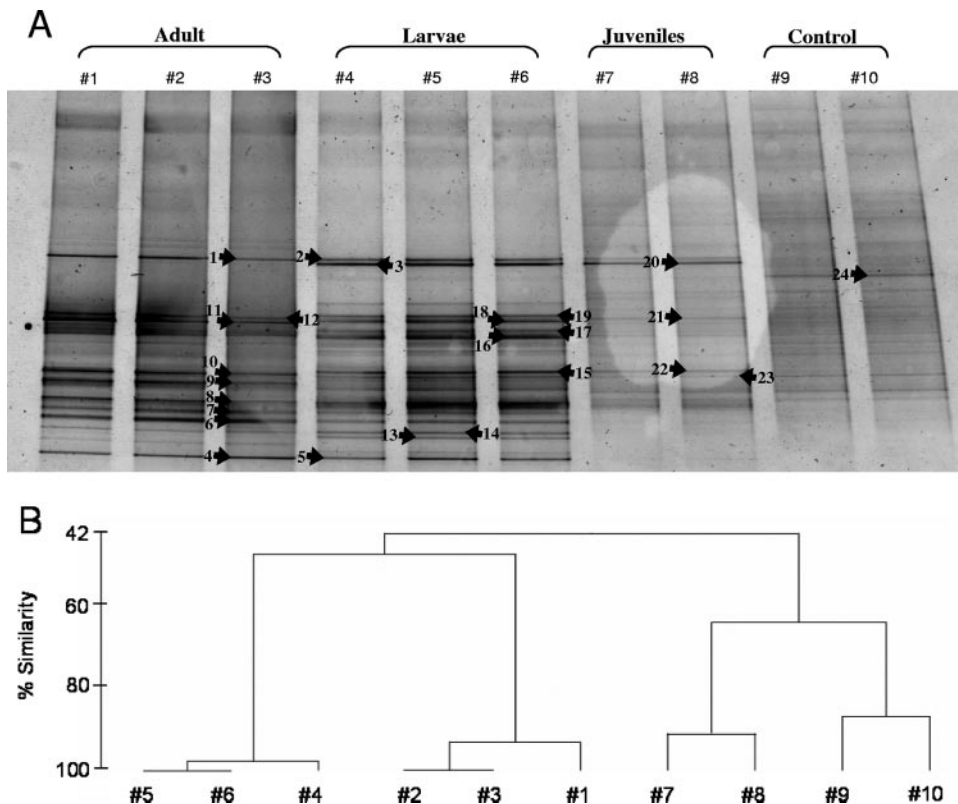 A
Adult Larvae Juveniles Control
#1 #2 #3 #4 #5 #6 #7 #8 #9 #10
1 2 3 20 24
11 12 18 19 21
16 17
10 15 22 23
9
8
7
6 13 14
4 5
B
42
60
80
100
% Similarity
#5 #6 #4 #2 #3 #1 #7 #8 #9 #10